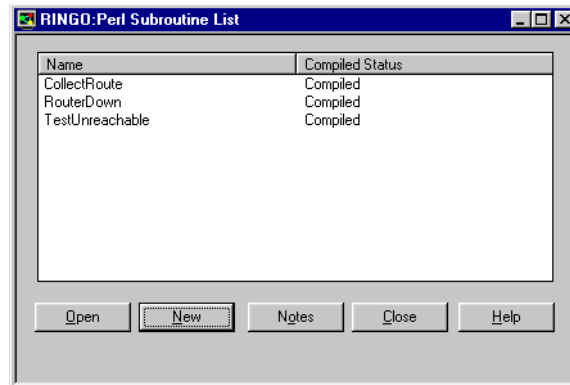 RINGO:Perl Subroutine List
Name Compiled Status
CollectRoute Compiled
RouterDown Compiled
TestUnreachable Compiled
Open New Notes Close Help